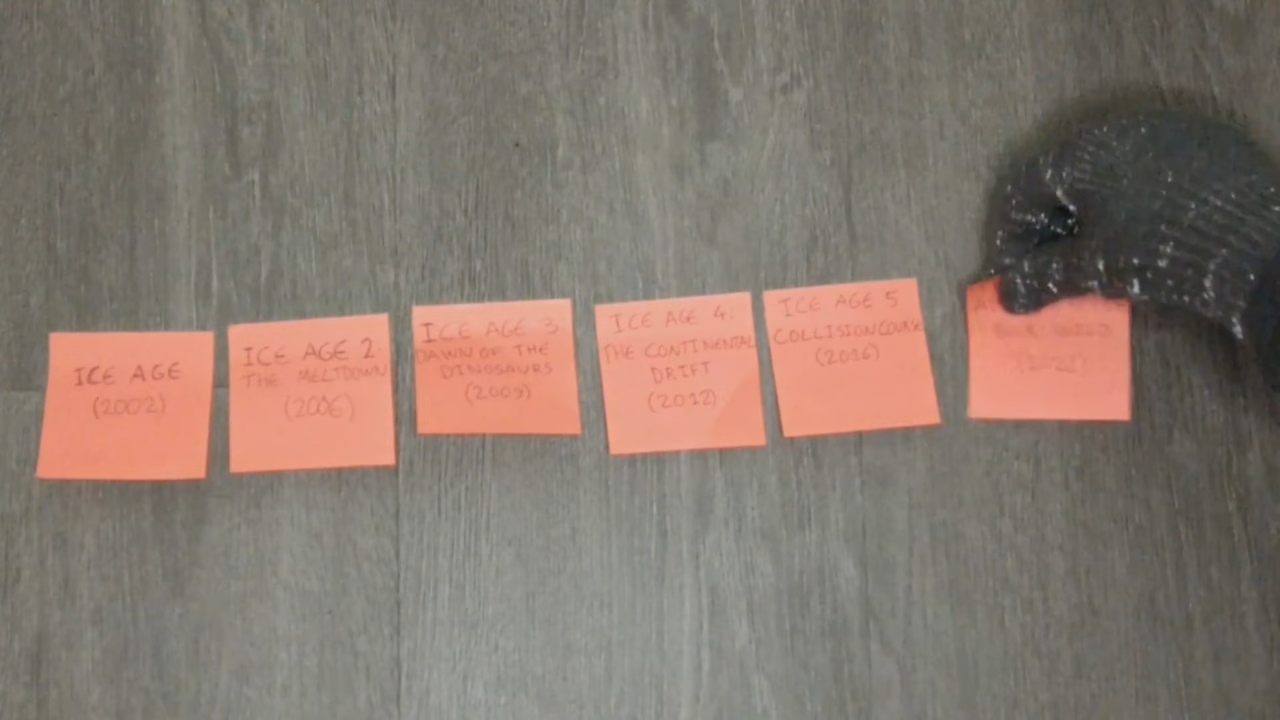 ICE AGE
(2002)
ICE AGE 2
THE MELTDOWN
(2006)
ICE AGE 3
DAWN OF THE
DINOSAURS
(2009)
ICE AGE 4:
THE CONTINENTAL
DRIFT
(2012)
ICE AGE 5
COLLISION COURSE
(2016)